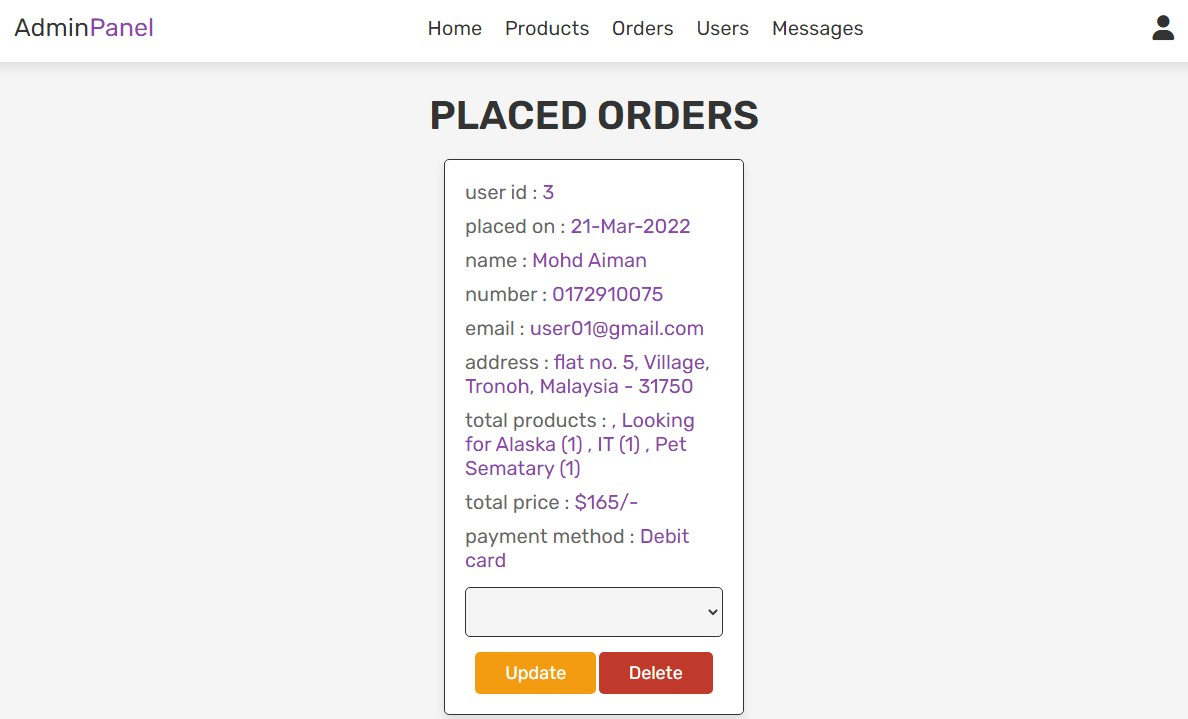 AdminPanel
Home Products Orders Users Messages
PLACED ORDERS
user id : 3
placed on : 21-Mar-2022
name : Mohd Aiman
number : 0172910075
email : user01@gmail.com
address : flat no. 5, Village,
Tronoh, Malaysia - 31750
total products : , Looking
for Alaska (1) , IT (1) , Pet
Sematary (1)
total price : $165/-
payment method : Debit
card
Update Delete